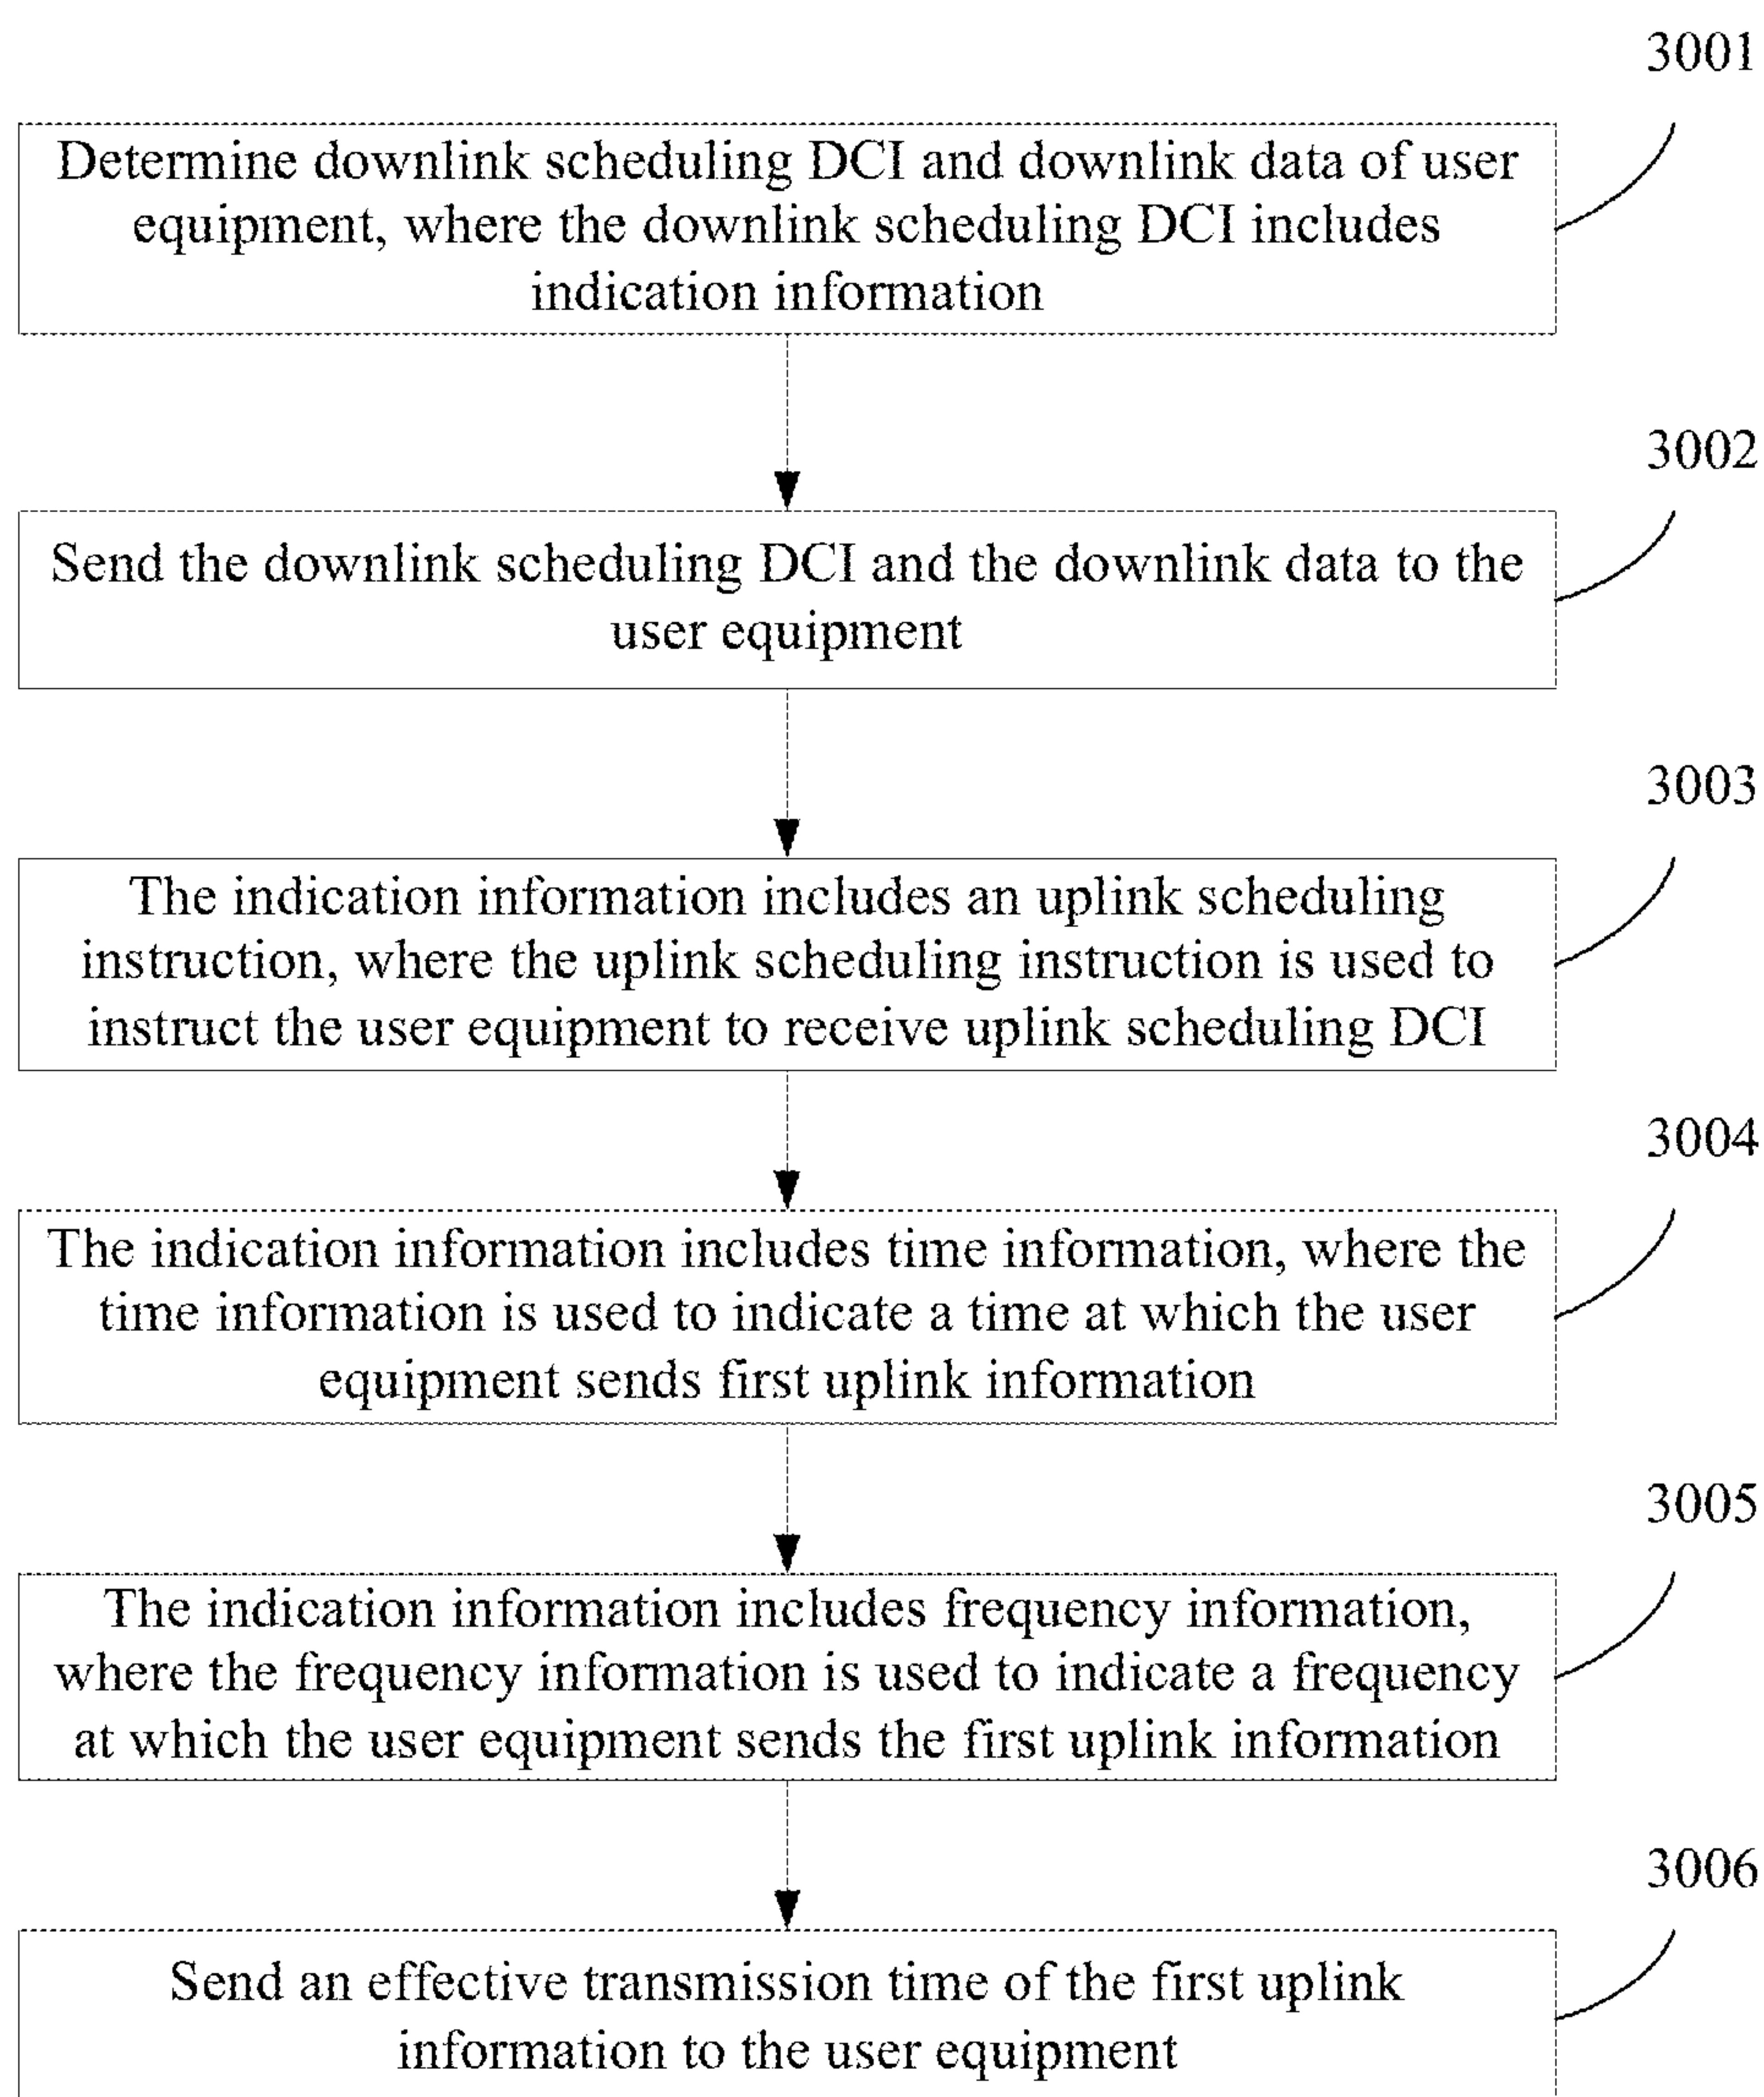 3001
Determine downlink scheduling DCI and downlink data of user
equipment, where the downlink scheduling DCI includes
indication information
3002
Send the downlink scheduling DCI and the downlink data to the
user equipment
3003
The indication information includes an uplink scheduling
instruction, where the uplink scheduling instruction is used to
instruct the user equipment to receive uplink scheduling DCI
3004
The indication information includes time information, where the
time information is used to indicate a time at which the user
equipment sends first uplink information
3005
The indication information includes frequency information,
where the frequency information is used to indicate a frequency
at which the user equipment sends the first uplink information
3006
Send an effective transmission time of the first uplink
information to the user equipment